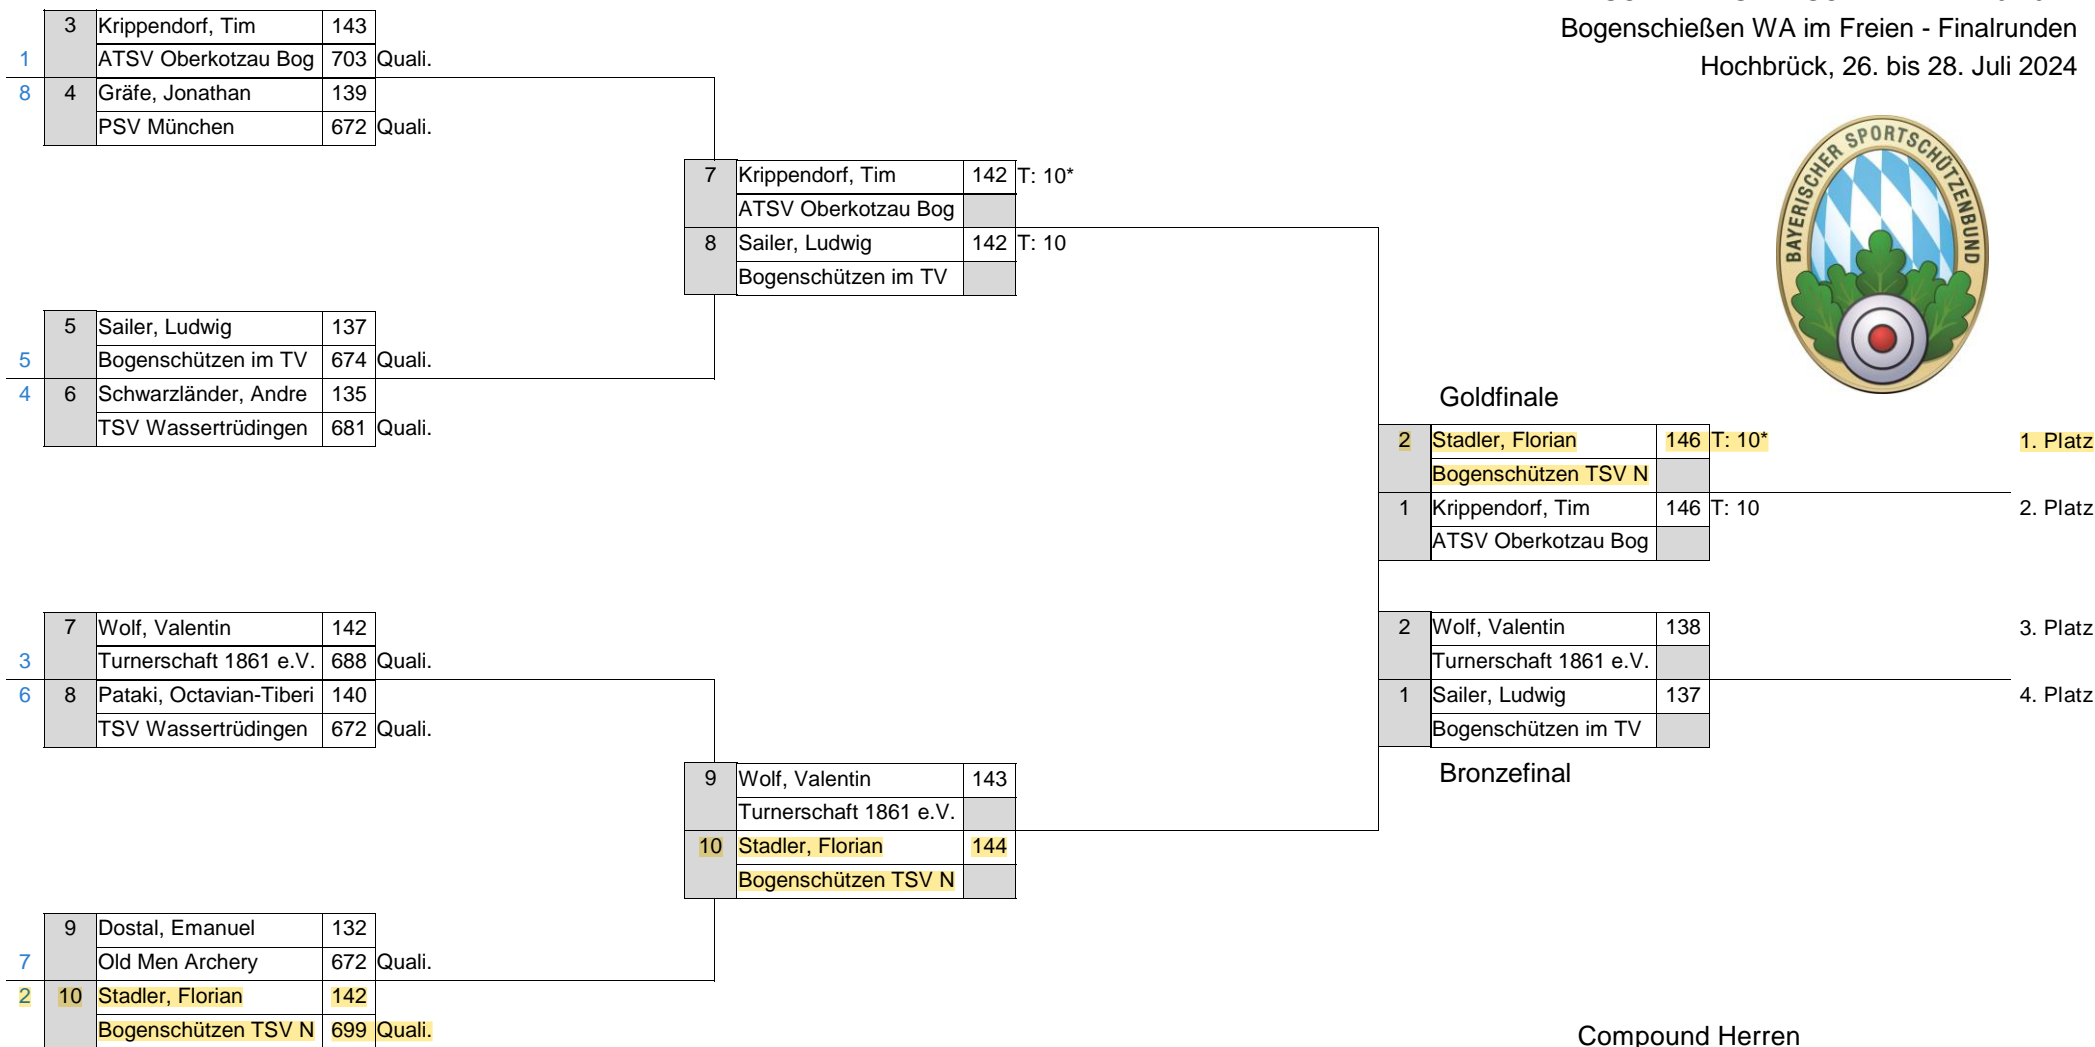 Bogenschießen WA im Freien - Finalrunden
Hochbrück, 26. bis 28. Juli 2024
BAYERISCHER SPORTSCHÜTZENBUND
3 Krippendorf, Tim 143
1 ATSV Oberkotzau Bog 703 Quali.
8 4 Gräfe, Jonathan 139
PSV München 672 Quali.
7 Krippendorf, Tim 142 T: 10*
ATSV Oberkotzau Bog
8 Sailer, Ludwig 142 T: 10
Bogenschützen im TV
5 Sailer, Ludwig 137
5 Bogenschützen im TV 674 Quali.
4 6 Schwarzländer, Andre 135
TSV Wassertrüdingen 681 Quali.
Goldfinale
2 Stadler, Florian 146 T: 10* 1. Platz
Bogenschützen TSV N
1 Krippendorf, Tim 146 T: 10 2. Platz
ATSV Oberkotzau Bog
7 Wolf, Valentin 142
3 Turnerschaft 1861 e.V. 688 Quali.
6 8 Pataki, Octavian-Tiberi 140
TSV Wassertrüdingen 672 Quali.
2 Wolf, Valentin 138 3. Platz
Turnerschaft 1861 e.V.
1 Sailer, Ludwig 137 4. Platz
Bogenschützen im TV
Bronzefinal
9 Wolf, Valentin 143
Turnerschaft 1861 e.V.
10 Stadler, Florian 144
Bogenschützen TSV N
9 Dostal, Emanuel 132
7 Old Men Archery 672 Quali.
2 10 Stadler, Florian 142
Bogenschützen TSV N 699 Quali.
Compound Herren